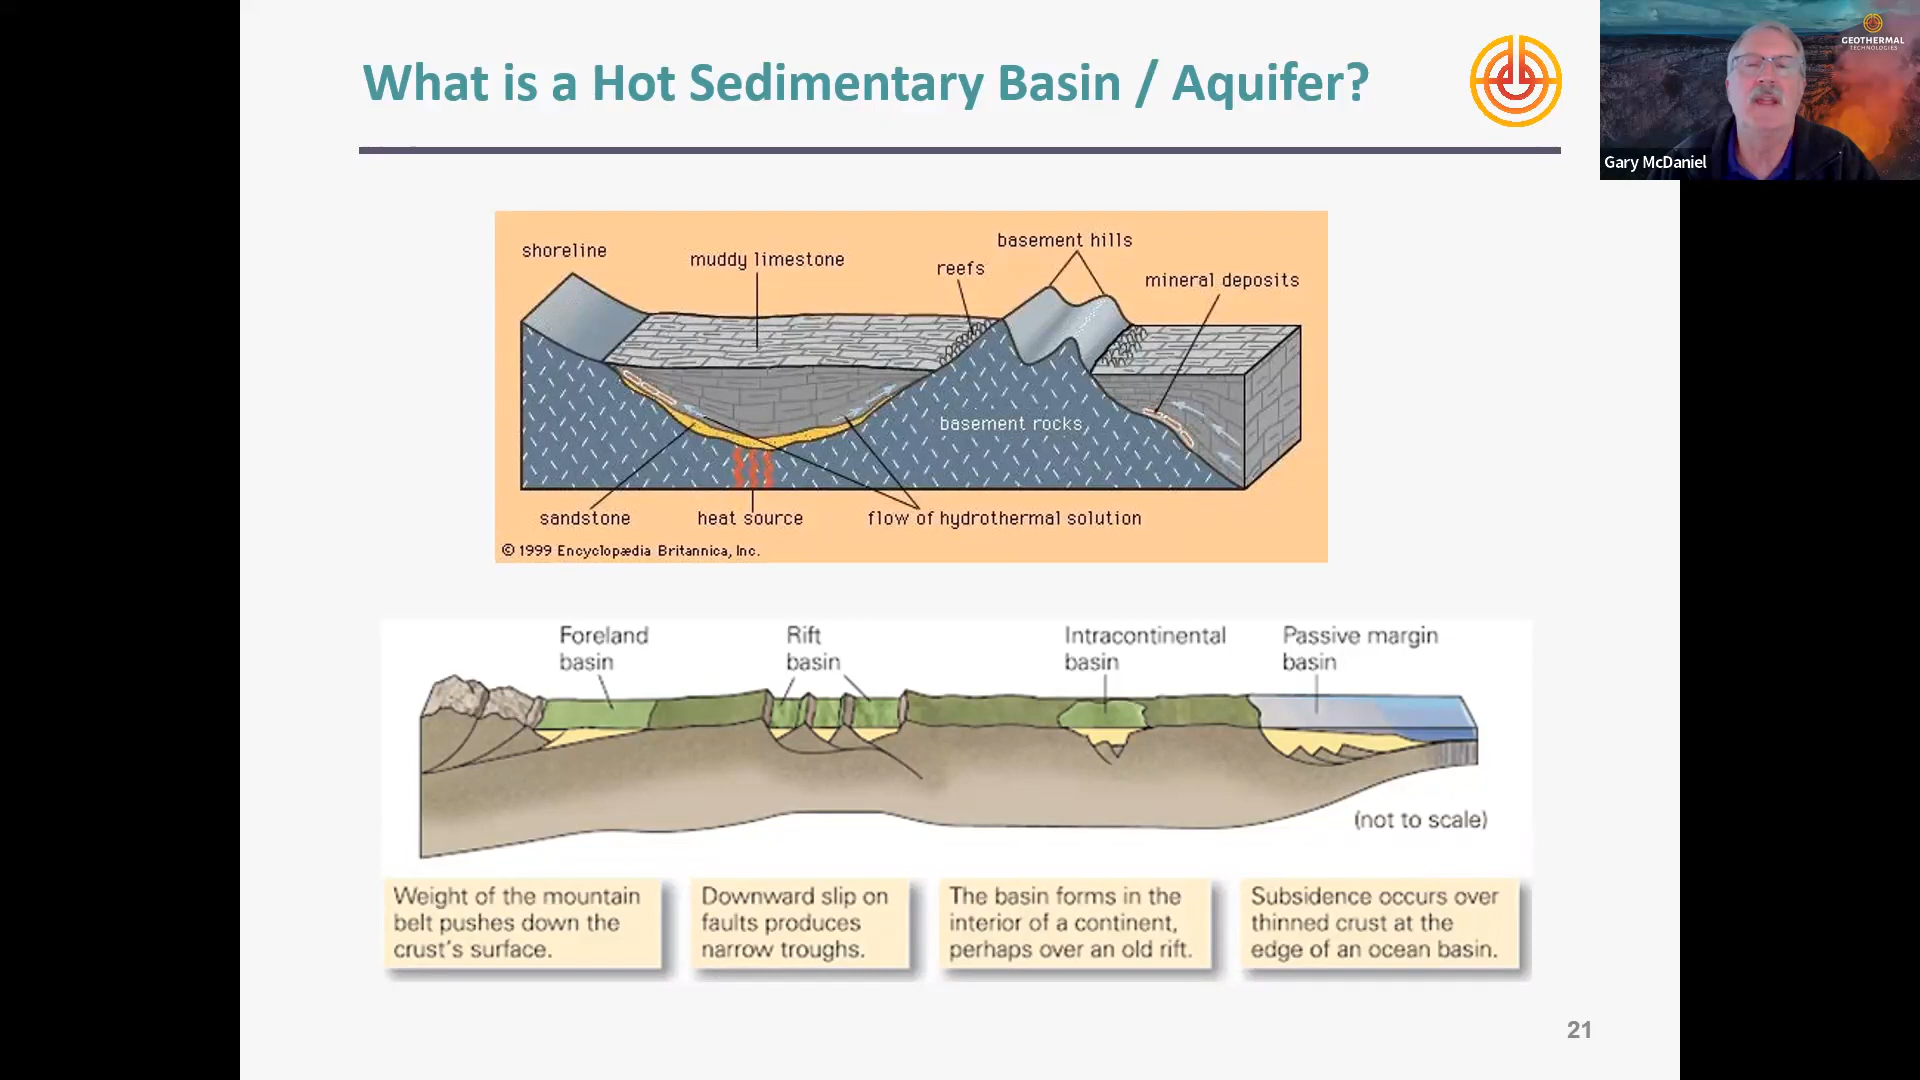 What is a Hot Sedimentary Basin / Aquifer?
GEOTHERMAL
TECHNOLOGIES
Gary McDaniel
shoreline
muddy limestone
reefs
basement hills
mineral deposits
basement rocks
sandstone
heat source
flow of hydrothermal solution
© 1999 Encyclopædia Britannica, Inc.
Foreland
basin
Rift
basin
Intracontinental
basin
Passive margin
basin
(not to scale)
Weight of the mountain
belt pushes down the
crust's surface.
Downward slip on
faults produces
narrow troughs.
The basin forms in the
interior of a continent,
perhaps over an old rift.
Subsidence occurs over
thinned crust at the
edge of an ocean basin.
21